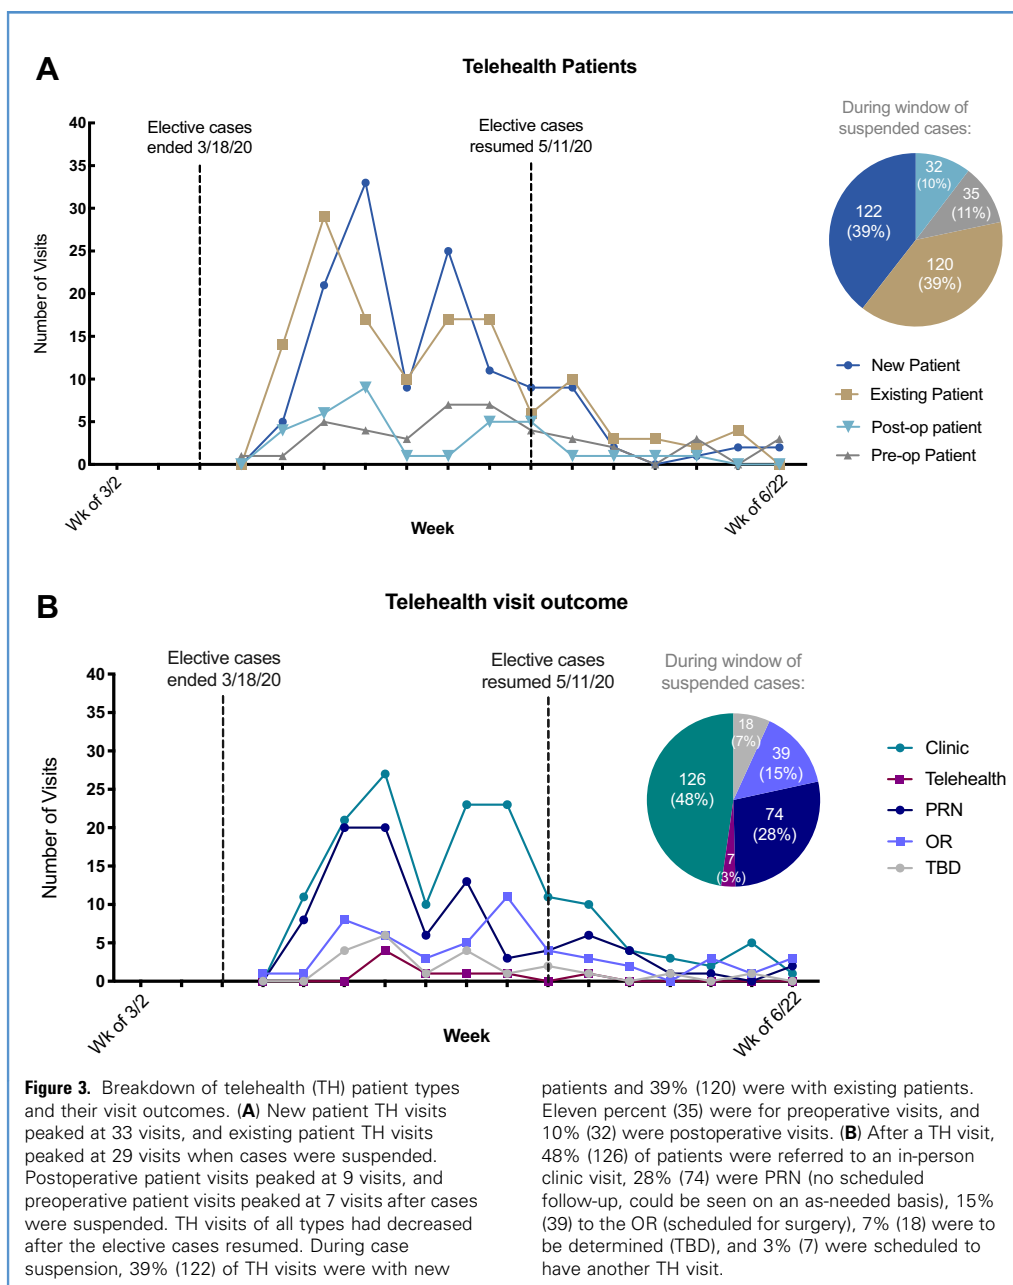 A
Telehealth Patients
Elective cases
ended 3/18/20
Elective cases
resumed 5/11/20
During window of
suspended cases:
40
35
30
25
20
15
10
5
0
Number of Visits
Wk of 3/2
Wk of 6/22
Week
32
(10%)
35
(11%)
122
(39%)
120
(39%)
New Patient
Existing Patient
Post-op patient
Pre-op Patient
B
Telehealth visit outcome
Elective cases
ended 3/18/20
Elective cases
resumed 5/11/20
During window of
suspended cases:
40
35
30
25
20
15
10
5
0
Number of Visits
Wk of 3/2
Wk of 6/22
Week
18
(7%)
39
(15%)
126
(48%)
74
(28%)
7
(3%)
Clinic
Telehealth
PRN
OR
TBD
Figure 3. Breakdown of telehealth (TH) patient types
and their visit outcomes. (A) New patient TH visits
peaked at 33 visits, and existing patient TH visits
peaked at 29 visits when cases were suspended.
Postoperative patient visits peaked at 9 visits, and
preoperative patient visits peaked at 7 visits after cases
were suspended. TH visits of all types had decreased
after the elective cases resumed. During case
suspension, 39% (122) of TH visits were with new
patients and 39% (120) were with existing patients.
Eleven percent (35) were for preoperative visits, and
10% (32) were postoperative visits. (B) After a TH visit,
48% (126) of patients were referred to an in-person
clinic visit, 28% (74) were PRN (no scheduled
follow-up, could be seen on an as-needed basis), 15%
(39) to the OR (scheduled for surgery), 7% (18) were to
be determined (TBD), and 3% (7) were scheduled to
have another TH visit.